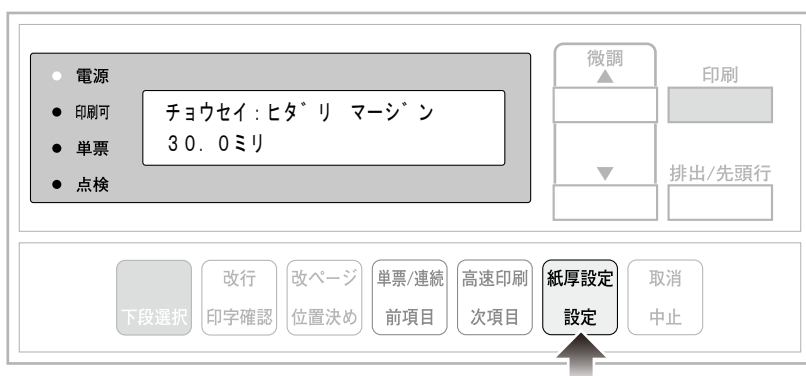 電源
印刷可
単票
点検
チョウセイ:ヒダリ マージン
30.0ミリ
微調
▲
▼
印刷
排出/先頭行
下段選択
改行
印字確認
改ページ
位置決め
単票/連続
前項目
高速印刷
次項目
紙厚設定
設定
取消
中止